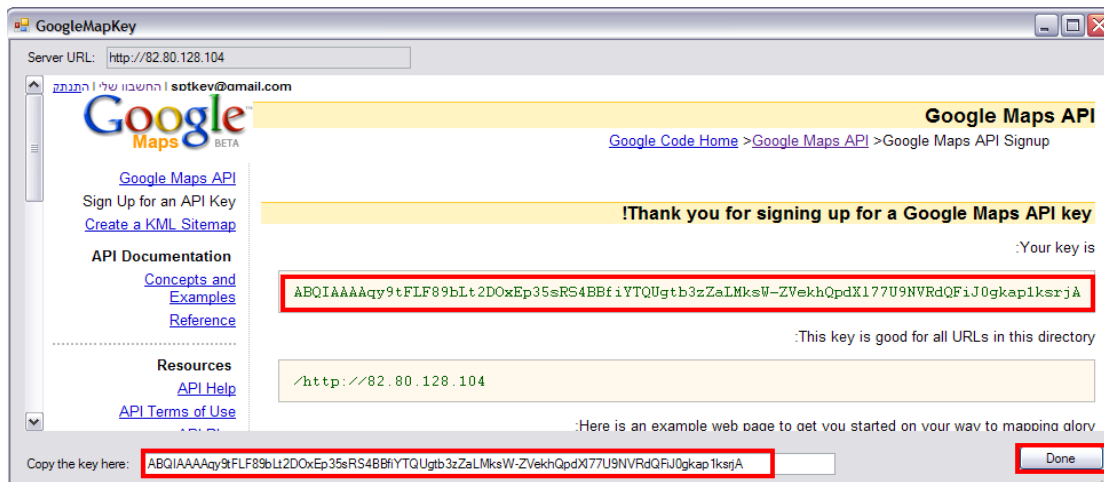 GoogleMapKey
Server URL: http://82.80.128.104
התנתק | החשבון שלי | sptkey@gmail.com
Google
Maps BETA
Google Maps API
Google Code Home >Google Maps API >Google Maps API Signup
Google Maps API
Sign Up for an API Key
Create a KML Sitemap
API Documentation
Concepts and
Examples
Reference
Resources
API Help
API Terms of Use
!Thank you for signing up for a Google Maps API key
:Your key is
ABQIAAAAqy9tFLF89bLt2DOxEp35sRS4BBfiYTQUgtb3zZaLMksW-ZVekhQpdXl77U9NVRdQFiJ0gkap1ksrjA
:This key is good for all URLs in this directory
/http://82.80.128.104
:Here is an example web page to get you started on your way to mapping glory
Copy the key here: ABQIAAAAqy9tFLF89bLt2DOxEp35sRS4BBfiYTQUgtb3zZaLMksW-ZVekhQpdXl77U9NVRdQFiJ0gkap1ksrjA
Done